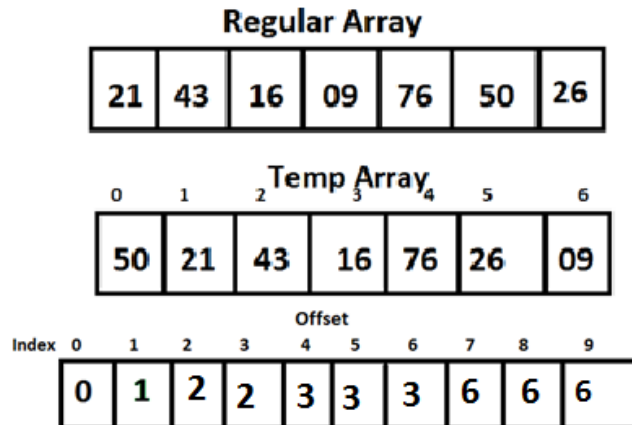 Regular Array
21 43 16 09 76 50 26
Temp Array
0 1 2 3 4 5 6
50 21 43 16 76 26 09
Offset
Index 0 1 2 3 4 5 6 7 8 9
0 1 2 2 3 3 3 6 6 6